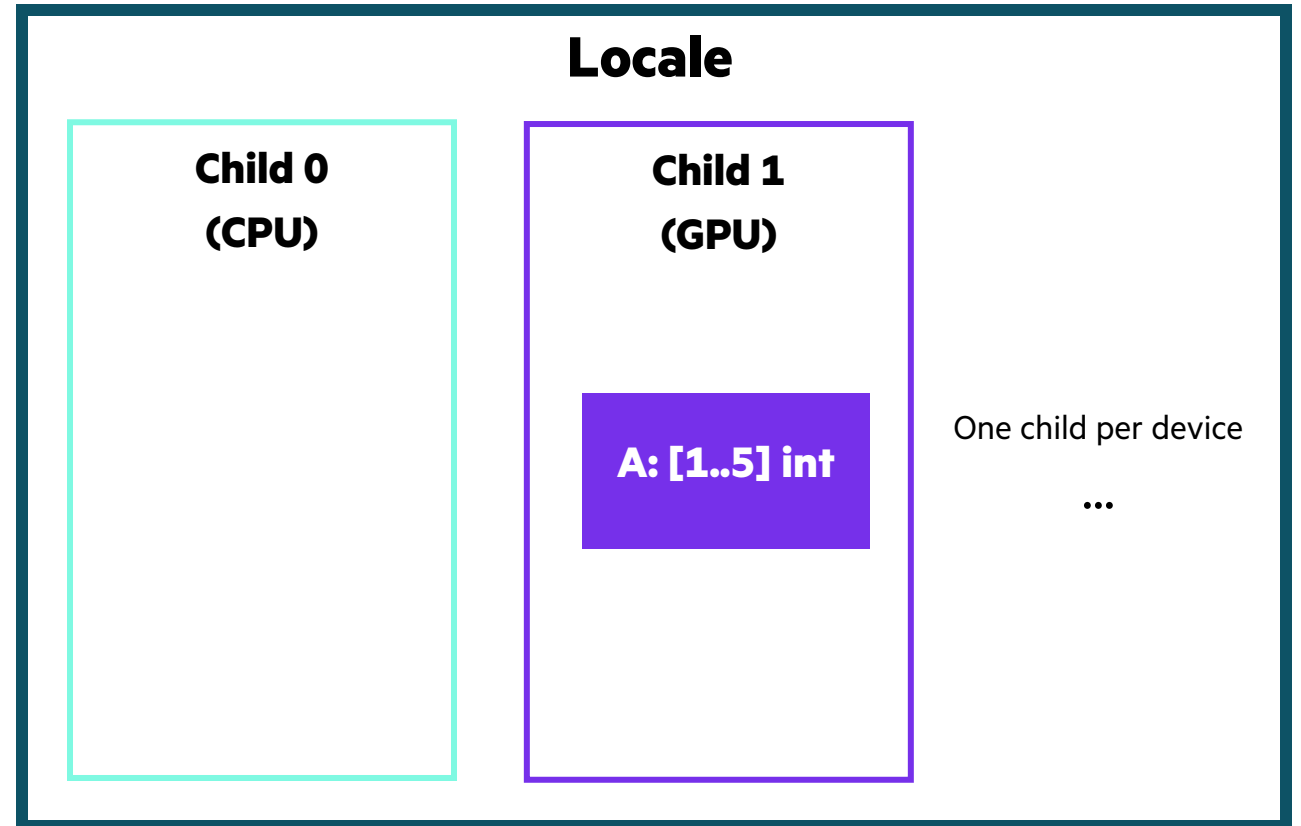 Locale
Child 0
(CPU)
Child 1
(GPU)
A: [1..5] int
One child per device
...